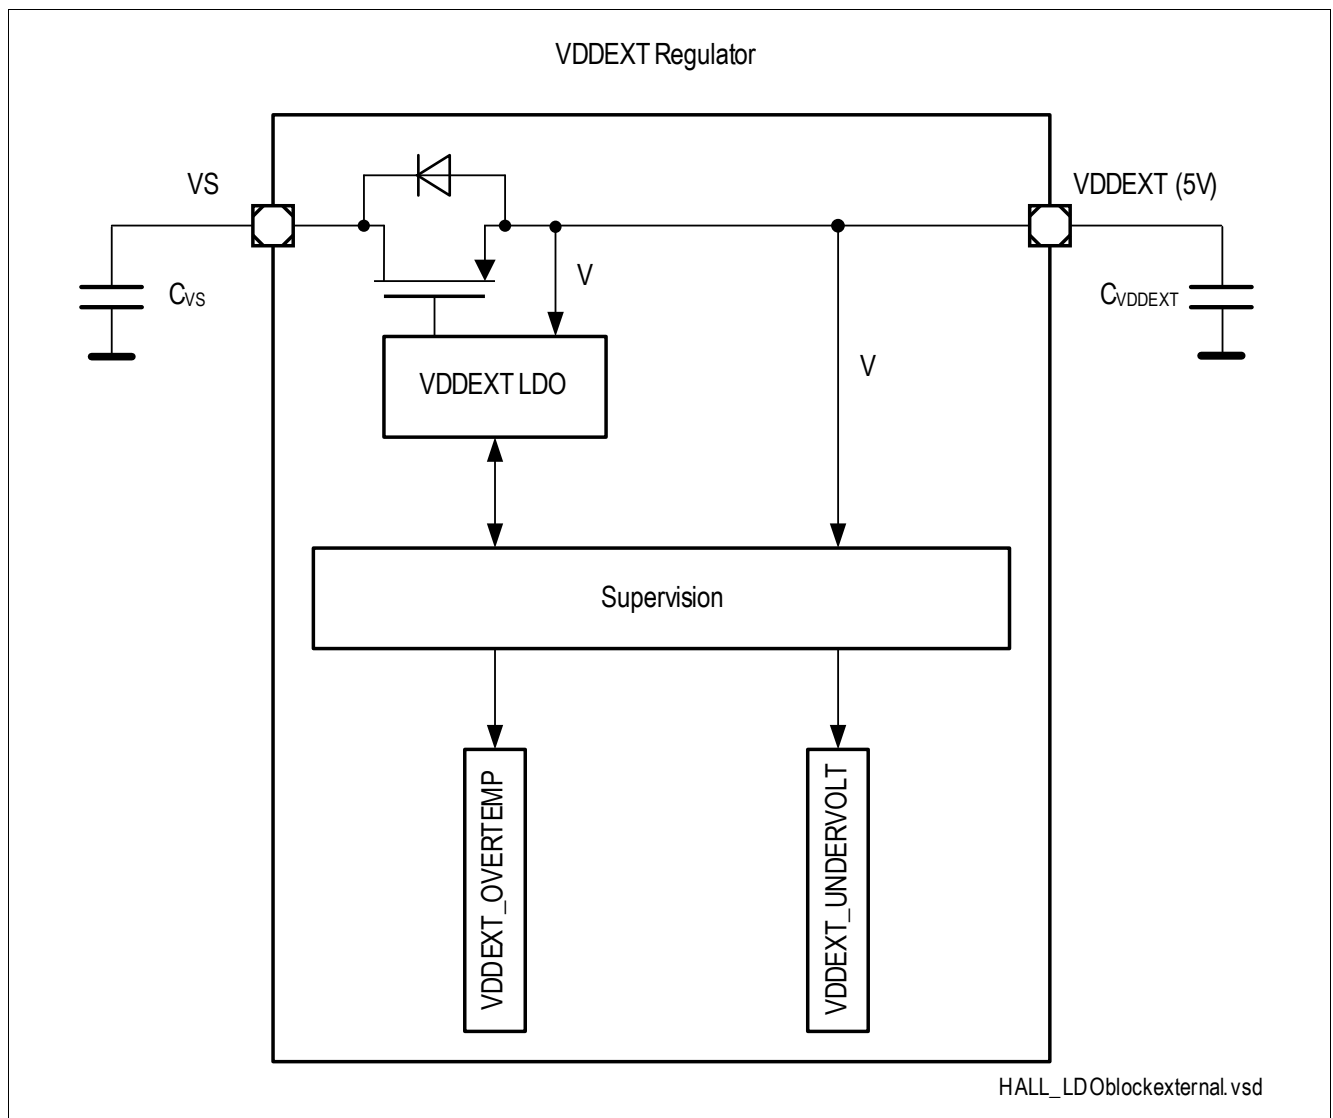 VDDEXT Regulator
VS
VDDEXT (5V)
V
CVS
CVDDEXT
V
VDDEXT LDO
Supervision
VDDEXT_OVERTEMP
VDDEXT_UNDERVOLT
HALL_LDOblockexternal.vsd